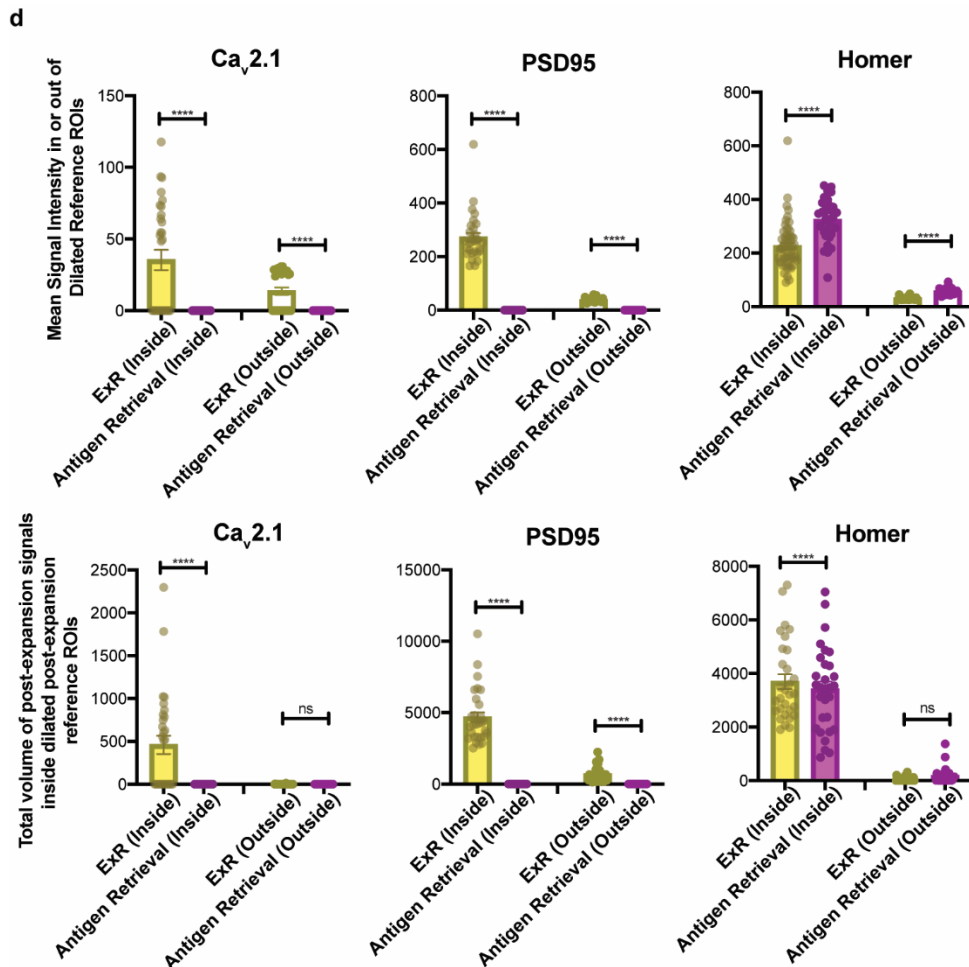 d
Ca_v2.1
PSD95
Homer
Mean Signal Intensity in or out of
Dilated Reference ROIs
150
100
50
0
****
****
800
600
400
200
0
****
****
800
600
400
200
0
****
****
ExR (Inside)
Antigen Retrieval (Inside)
ExR (Outside)
Antigen Retrieval (Outside)
ExR (Inside)
Antigen Retrieval (Inside)
ExR (Outside)
Antigen Retrieval (Outside)
ExR (Inside)
Antigen Retrieval (Inside)
ExR (Outside)
Antigen Retrieval (Outside)
Ca_v2.1
PSD95
Homer
Total volume of post-expansion signals
inside dilated post-expansion
reference ROIs
2500
2000
1500
1000
500
0
****
ns
15000
10000
5000
0
****
****
8000
6000
4000
2000
0
****
ns
ExR (Inside)
Antigen Retrieval (Inside)
ExR (Outside)
Antigen Retrieval (Outside)
ExR (Inside)
Antigen Retrieval (Inside)
ExR (Outside)
Antigen Retrieval (Outside)
ExR (Inside)
Antigen Retrieval (Inside)
ExR (Outside)
Antigen Retrieval (Outside)